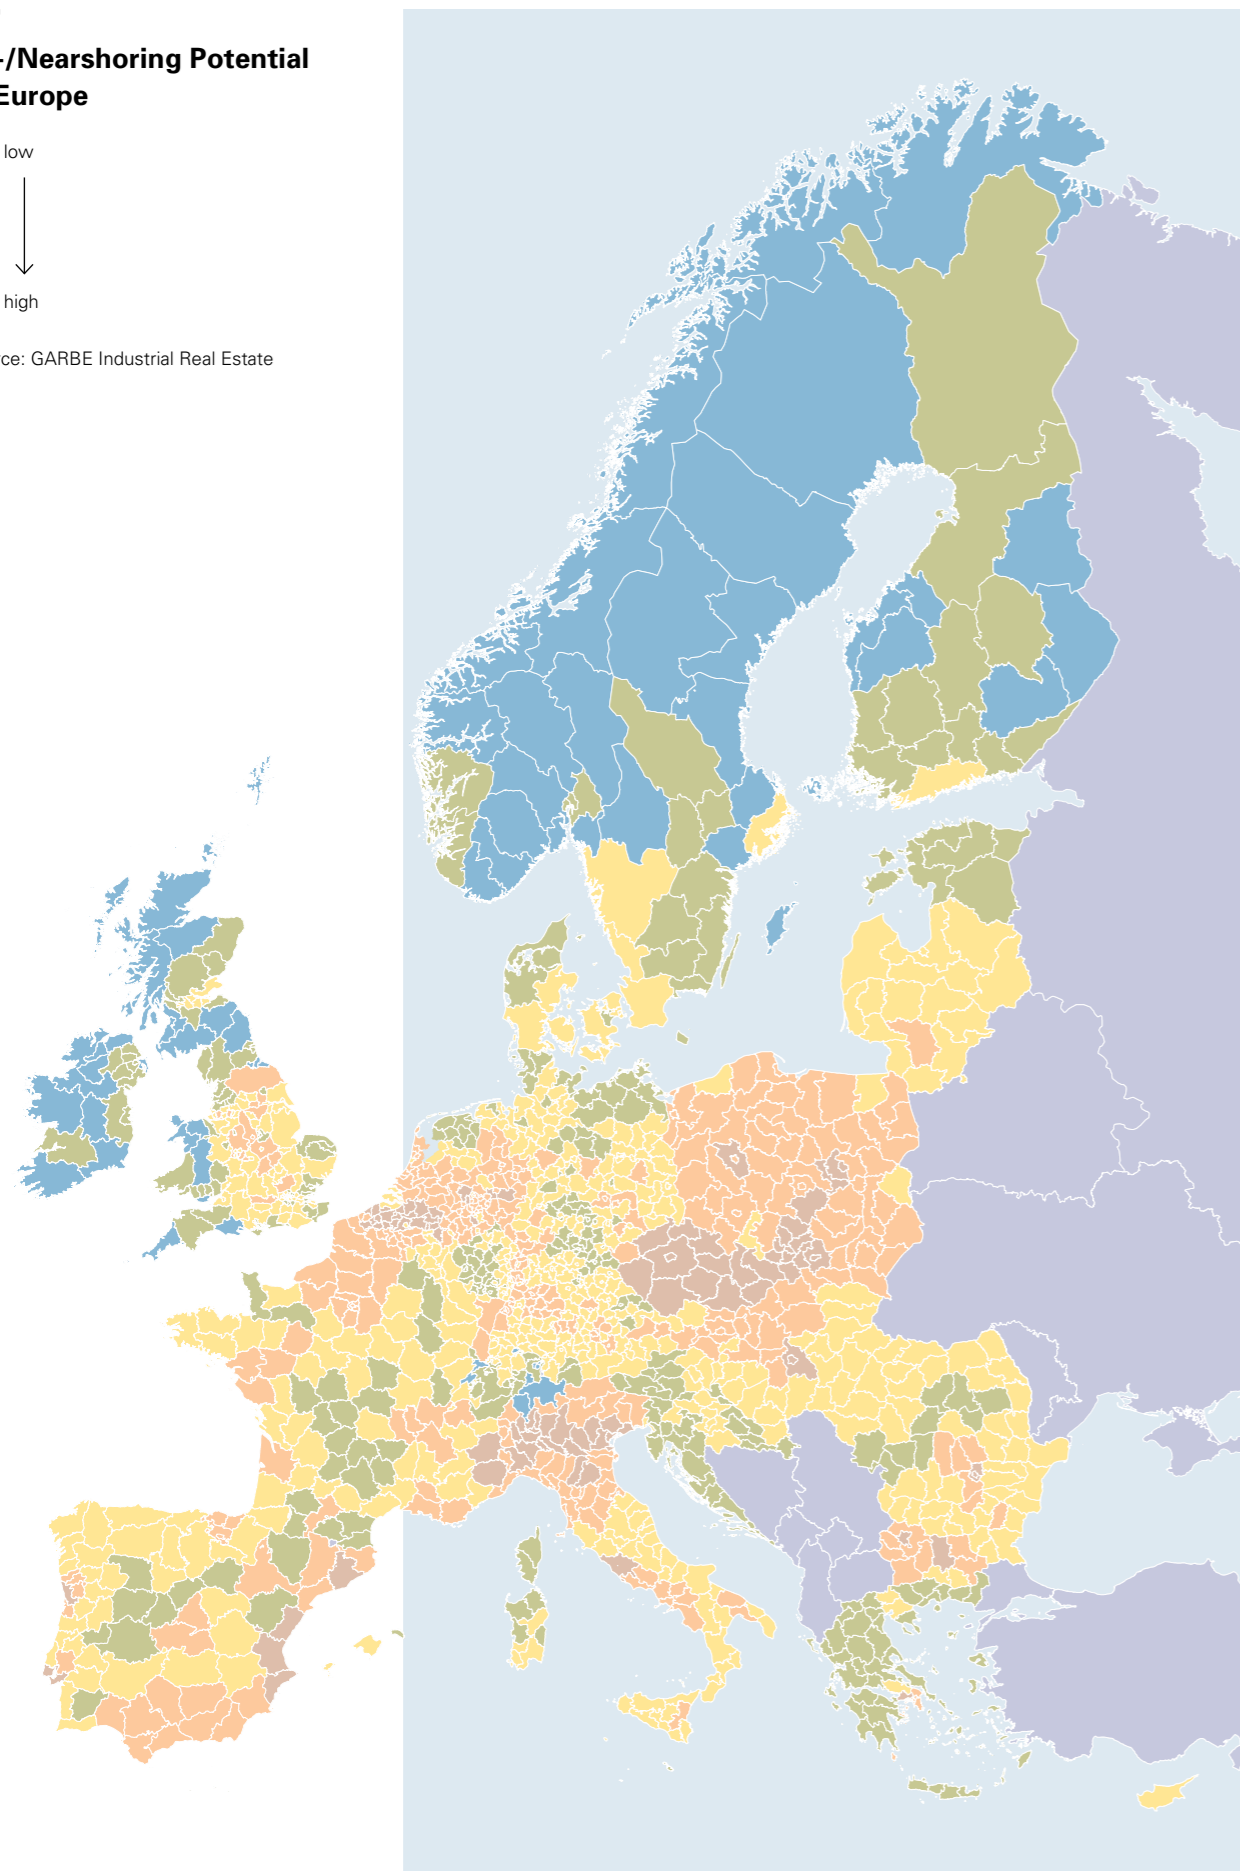 -/Nearshoring Potential
Europe
low
high
ce: GARBE Industrial Real Estate